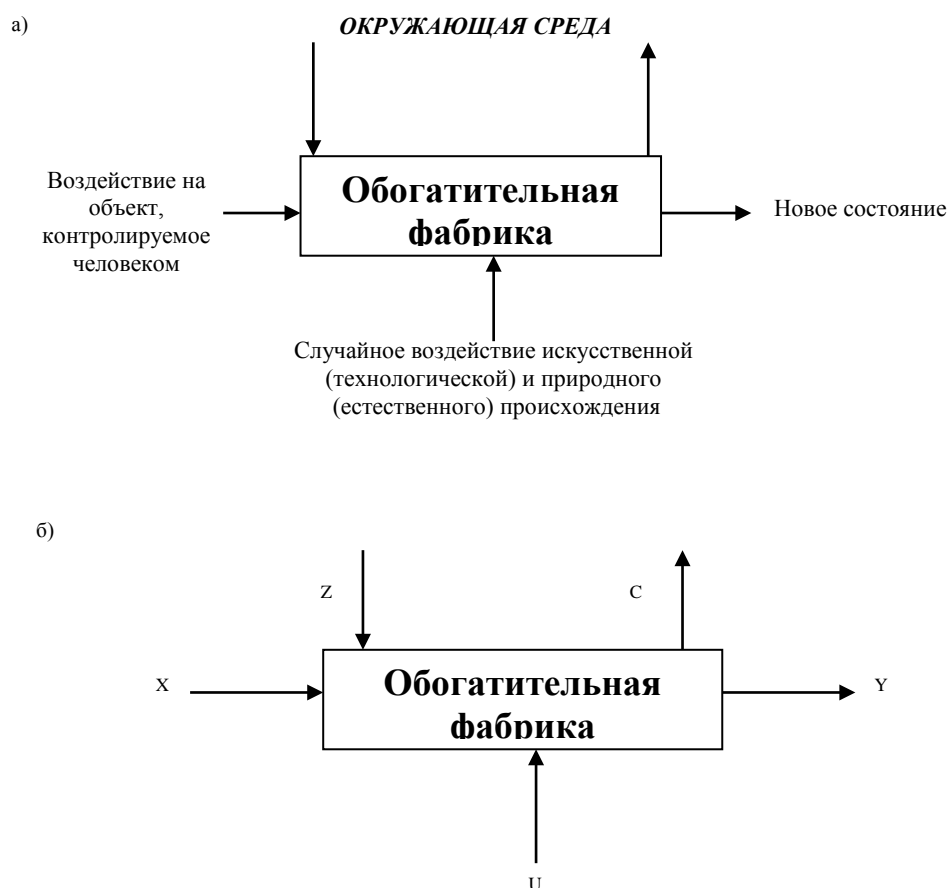 а)
ОКРУЖАЮЩАЯ СРЕДА
Воздействие на
объект,
контролируемое
человеком
Обогатительная
фабрика
Новое состояние
Случайное воздействие искусственной
(технологической) и природного
(естественного) происхождения
б)
Z
C
X
Обогатительная
фабрика
Y
U